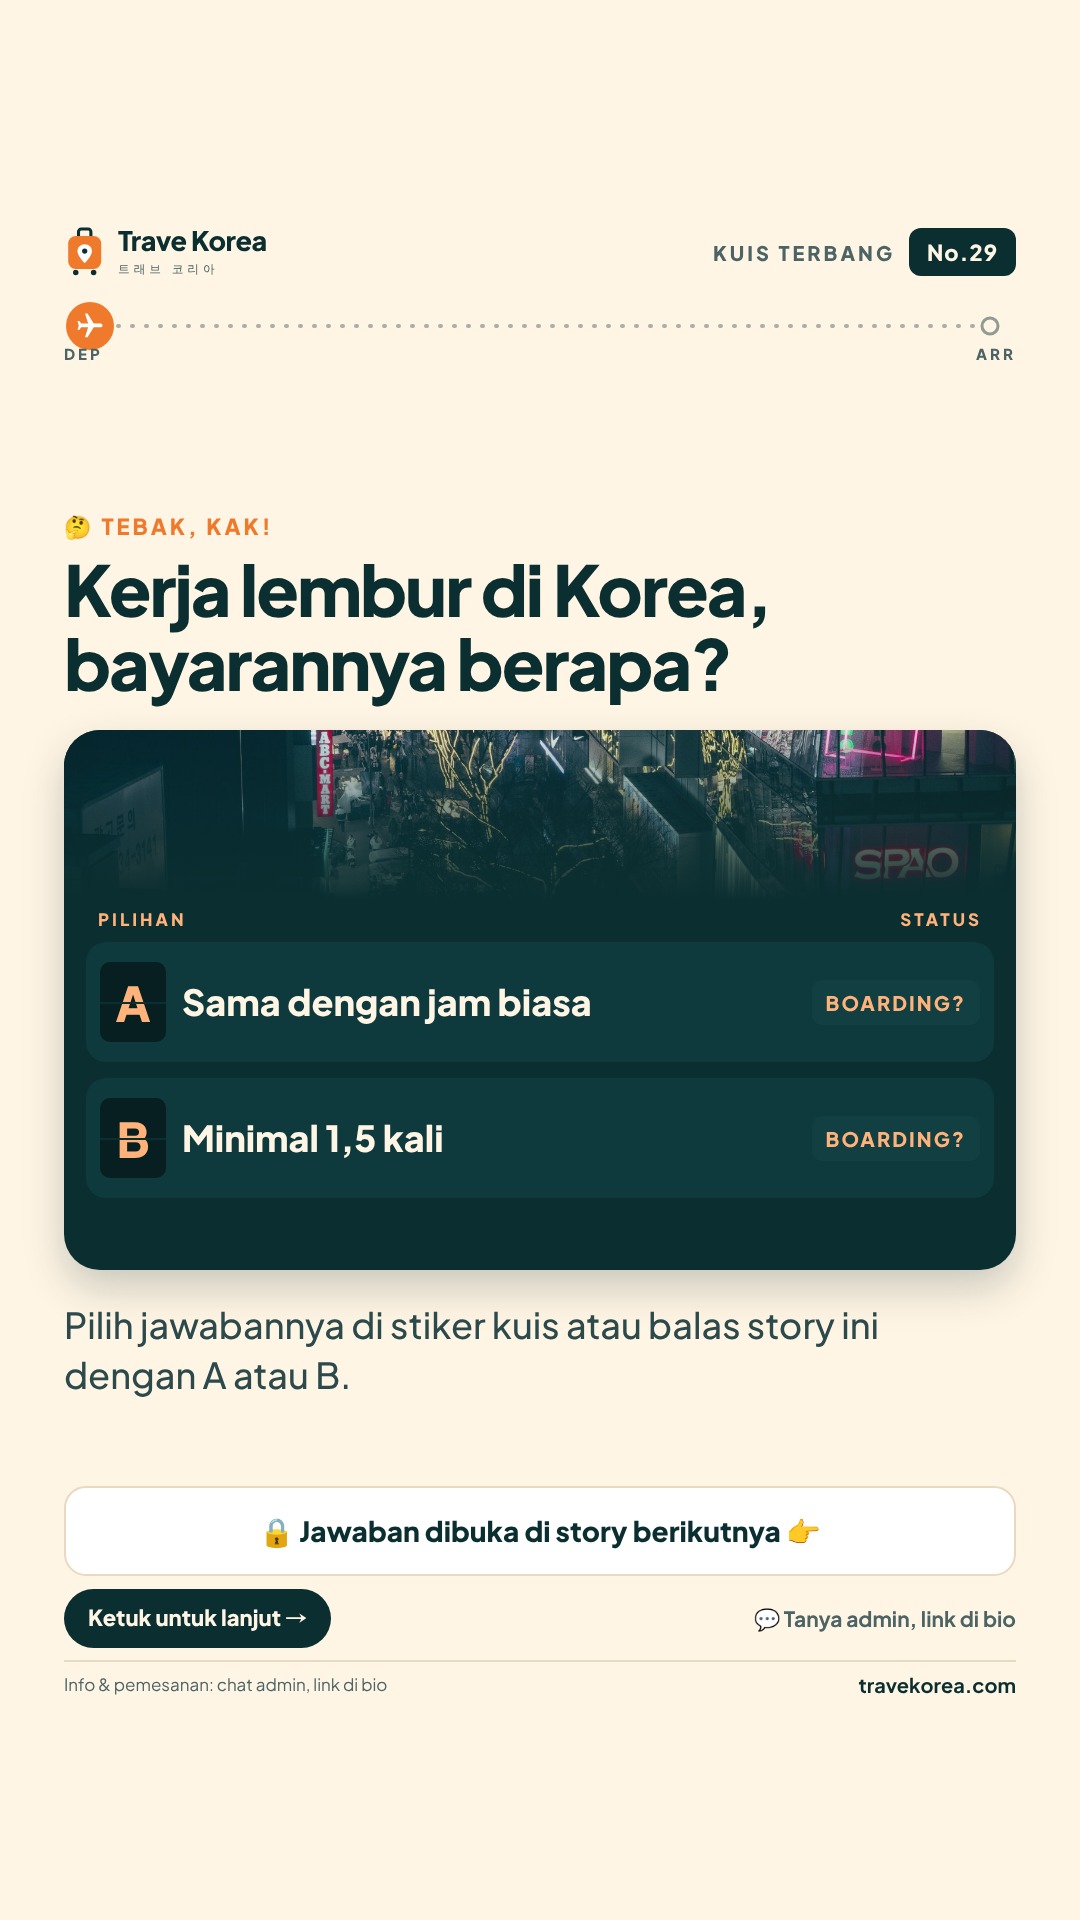 Trave Korea
트래브 코리아
KUIS TERBANG No.29
DEP
ARR
🤔 TEBAK, KAK!
Kerja lembur di Korea,
bayarannya berapa?
ABC-MART
SPAO
PILIHAN
STATUS
A Sama dengan jam biasa BOARDING?
B Minimal 1,5 kali BOARDING?
Pilih jawabannya di stiker kuis atau balas story ini
dengan A atau B.
🔒 Jawaban dibuka di story berikutnya 👉
Ketuk untuk lanjut →
💬 Tanya admin, link di bio
Info & pemesanan: chat admin, link di bio
travekorea.com